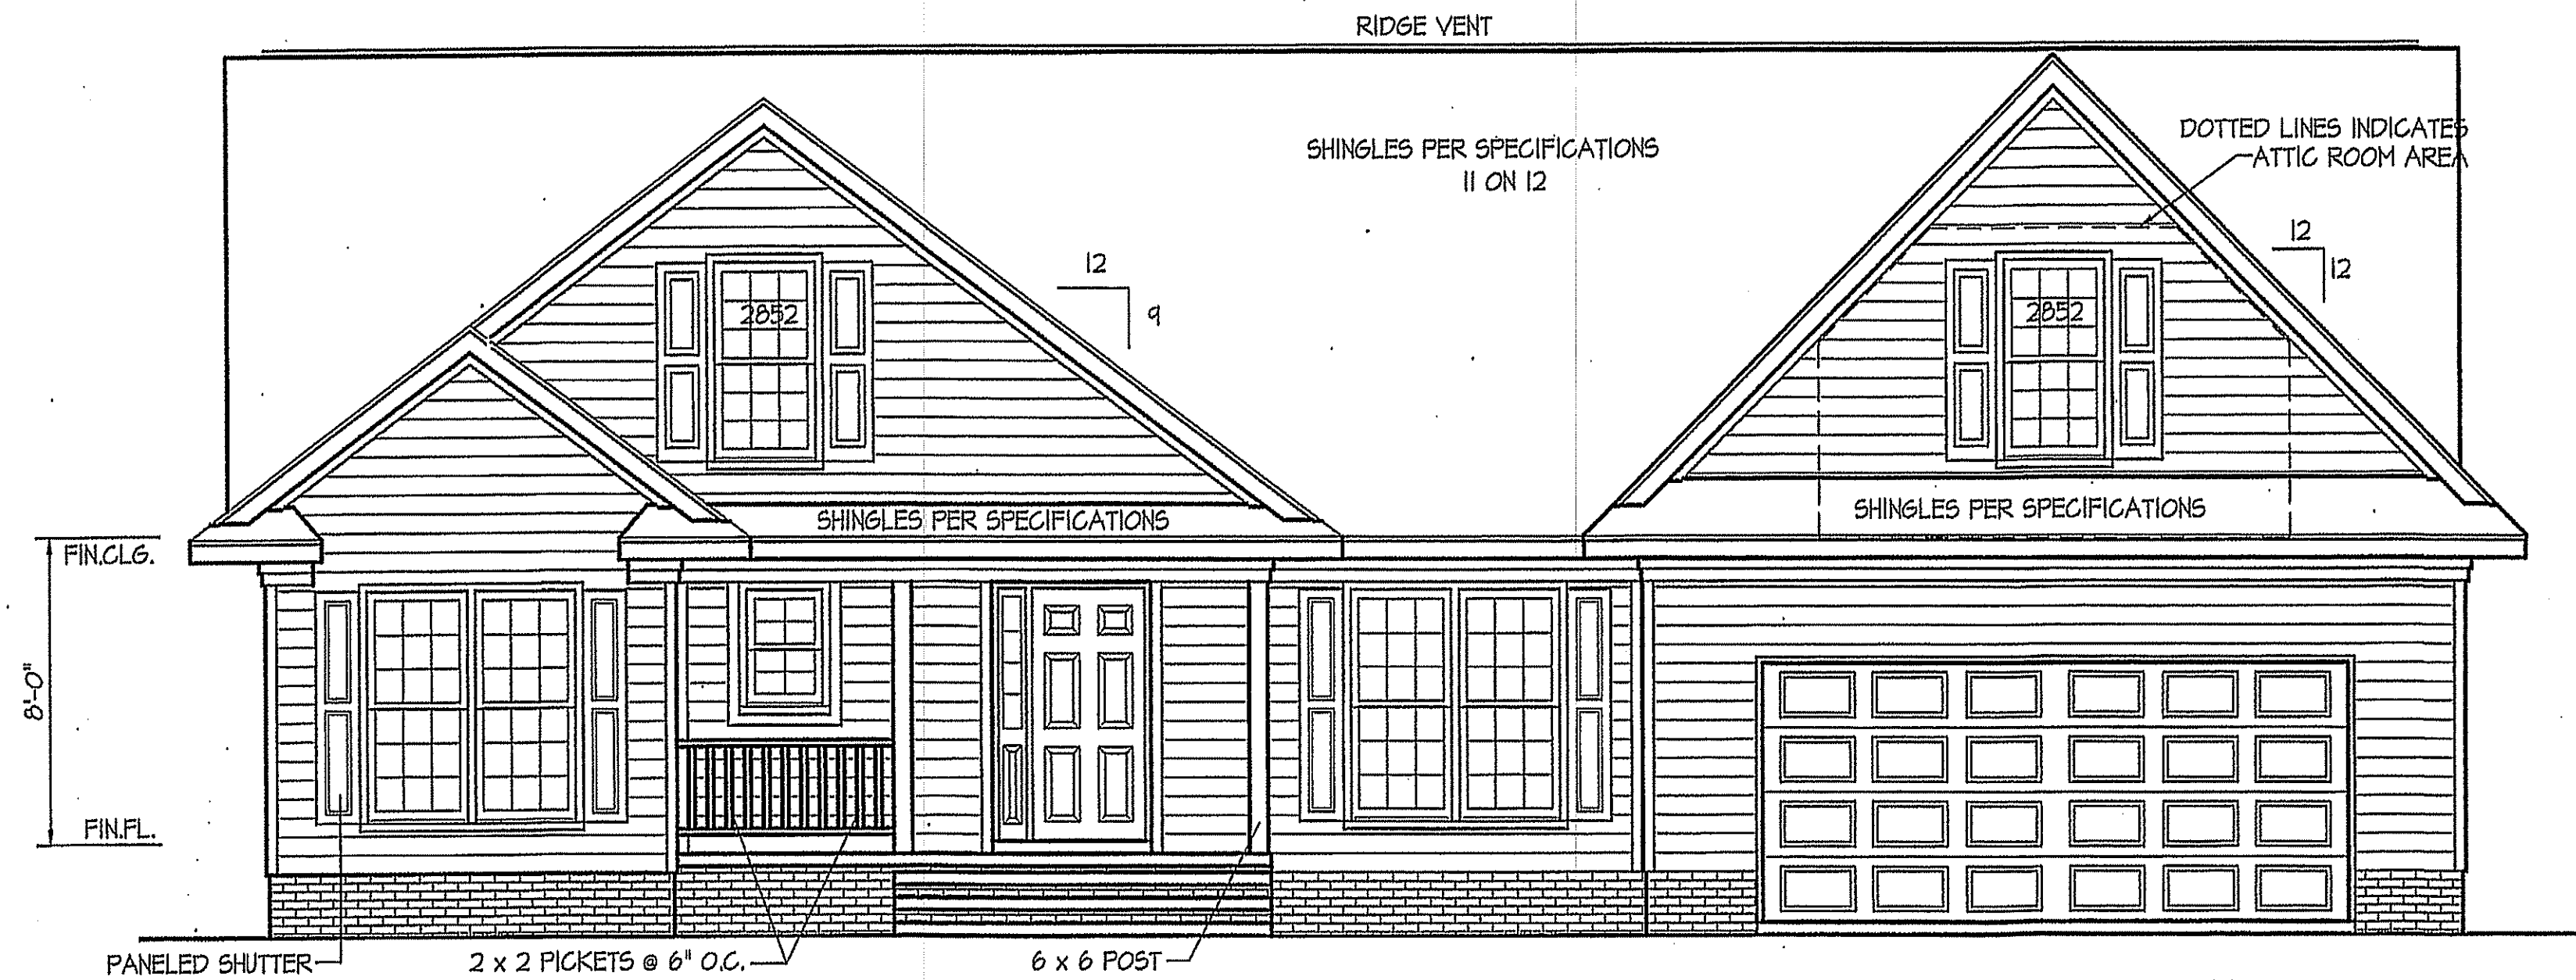 RIDGE VENT
DOTTED LINES INDICATES
ATTIC ROOM AREA
SHINGLES PER SPECIFICATIONS
11 ON 12
12
12
12
9
2852
2852
SHINGLES PER SPECIFICATIONS
SHINGLES PER SPECIFICATIONS
FIN.CLG.
8'-0"
FIN.FL.
PANELED SHUTTER
2 x 2 PICKETS @ 6" O.C.
6 x 6 POST